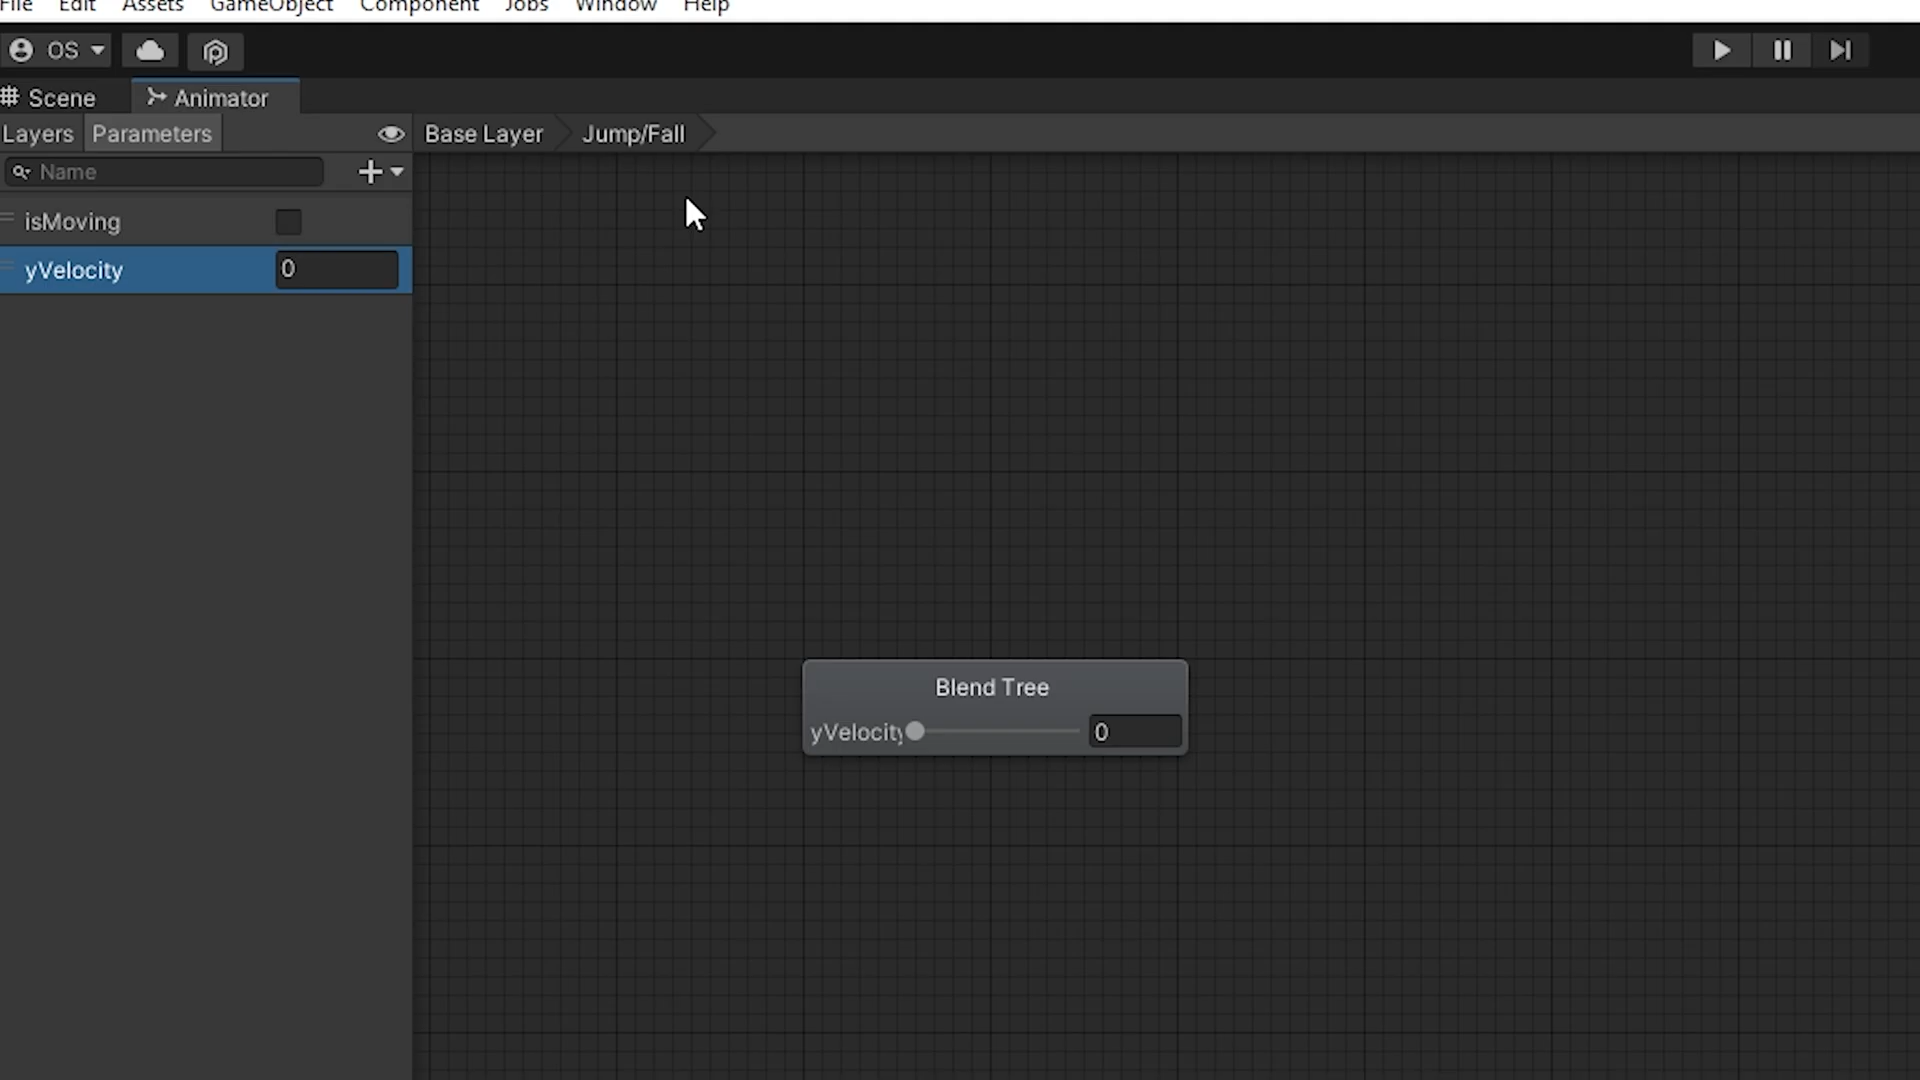 File Edit Assets GameObject Component Jobs Window Help
OS
Scene Animator
Layers Parameters Base Layer Jump/Fall
Name
isMoving
yVelocity 0
Blend Tree
yVelocity 0